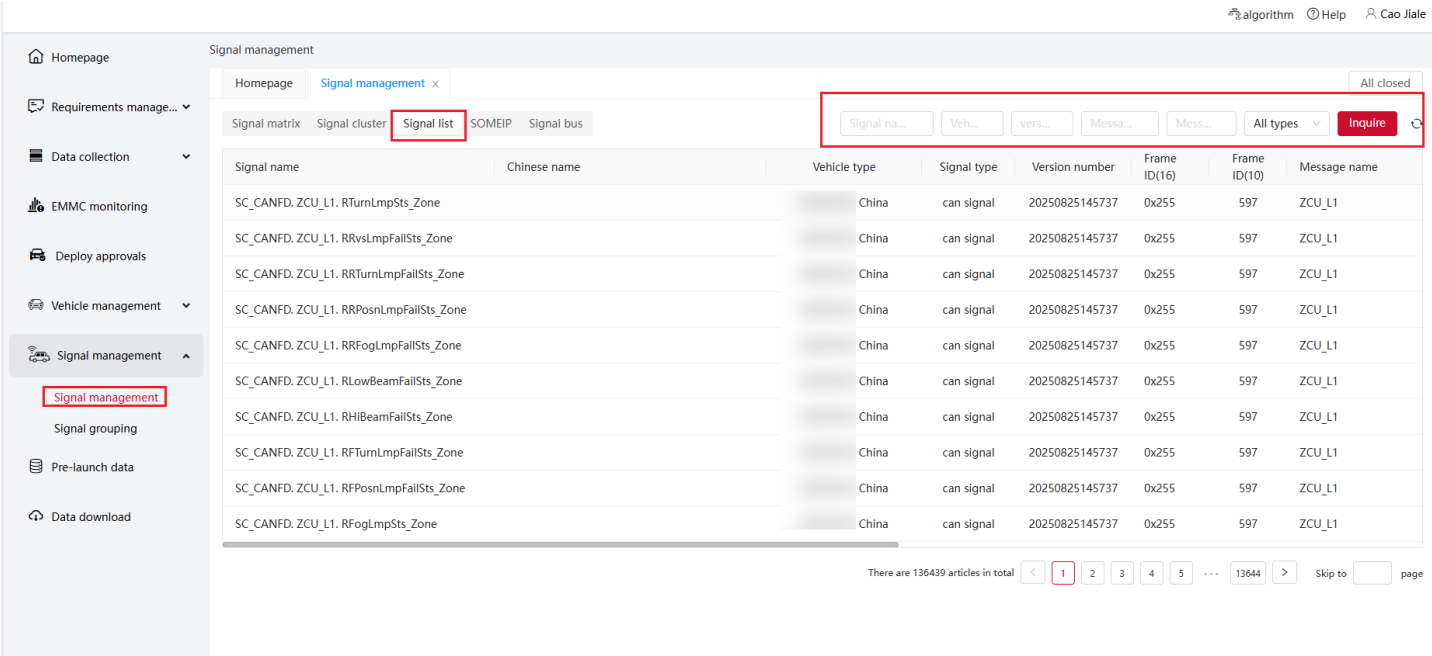 algorithm Help Cao Jiale
Homepage
Requirements manage...
Data collection
EMMC monitoring
Deploy approvals
Vehicle management
Signal management
Signal management
Signal grouping
Pre-launch data
Data download
Signal management
Homepage Signal management × All closed
Signal matrix Signal cluster Signal list SOMEIP Signal bus Signal na... Veh... vers... Messa... Mess... All types Inquire
Signal name Chinese name Vehicle type Signal type Version number Frame ID(16) Frame ID(10) Message name
SC_CANFD. ZCU_L1. RTurnLmpSts_Zone China can signal 20250825145737 0x255 597 ZCU_L1
SC_CANFD. ZCU_L1. RRvsLmpFailSts_Zone China can signal 20250825145737 0x255 597 ZCU_L1
SC_CANFD. ZCU_L1. RRTurnLmpFailSts_Zone China can signal 20250825145737 0x255 597 ZCU_L1
SC_CANFD. ZCU_L1. RRPosnLmpFailSts_Zone China can signal 20250825145737 0x255 597 ZCU_L1
SC_CANFD. ZCU_L1. RRFogLmpFailSts_Zone China can signal 20250825145737 0x255 597 ZCU_L1
SC_CANFD. ZCU_L1. RLowBeamFailSts_Zone China can signal 20250825145737 0x255 597 ZCU_L1
SC_CANFD. ZCU_L1. RHiBeamFailSts_Zone China can signal 20250825145737 0x255 597 ZCU_L1
SC_CANFD. ZCU_L1. RFTurnLmpFailSts_Zone China can signal 20250825145737 0x255 597 ZCU_L1
SC_CANFD. ZCU_L1. RFPosnLmpFailSts_Zone China can signal 20250825145737 0x255 597 ZCU_L1
SC_CANFD. ZCU_L1. RFogLmpSts_Zone China can signal 20250825145737 0x255 597 ZCU_L1
There are 136439 articles in total < 1 2 3 4 5 ••• 13644 > Skip to page